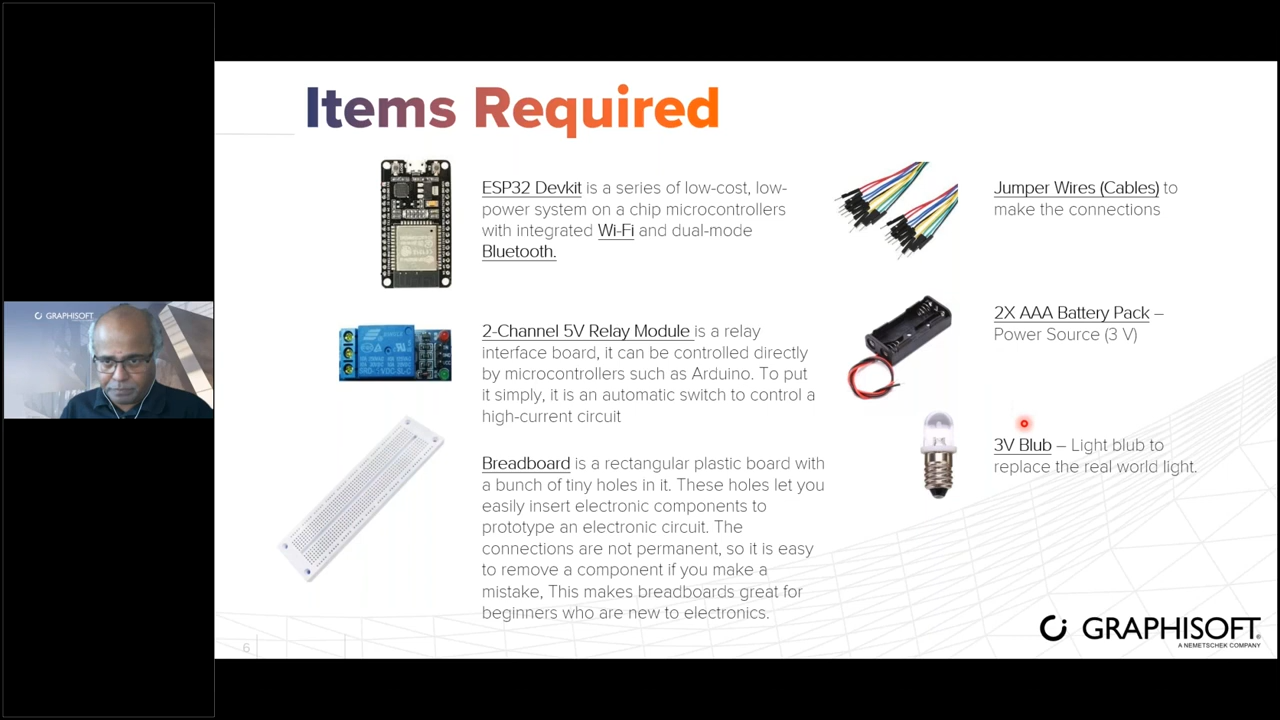 Items Required
ESP32 Devkit is a series of low-cost, low-
power system on a chip microcontrollers
with integrated Wi-Fi and dual-mode
Bluetooth.
2-Channel 5V Relay Module is a relay
interface board, it can be controlled directly
by microcontrollers such as Arduino. To put
it simply, it is an automatic switch to control a
high-current circuit
Breadboard is a rectangular plastic board with
a bunch of tiny holes in it. These holes let you
easily insert electronic components to
prototype an electronic circuit. The
connections are not permanent, so it is easy
to remove a component if you make a
mistake, This makes breadboards great for
beginners who are new to electronics.
Jumper Wires (Cables) to
make the connections
2X AAA Battery Pack –
Power Source (3 V)
3V Blub – Light blub to
replace the real world light.
6
GRAPHISOFT
A NEMETSCHEK COMPANY
GRAPHISOFT